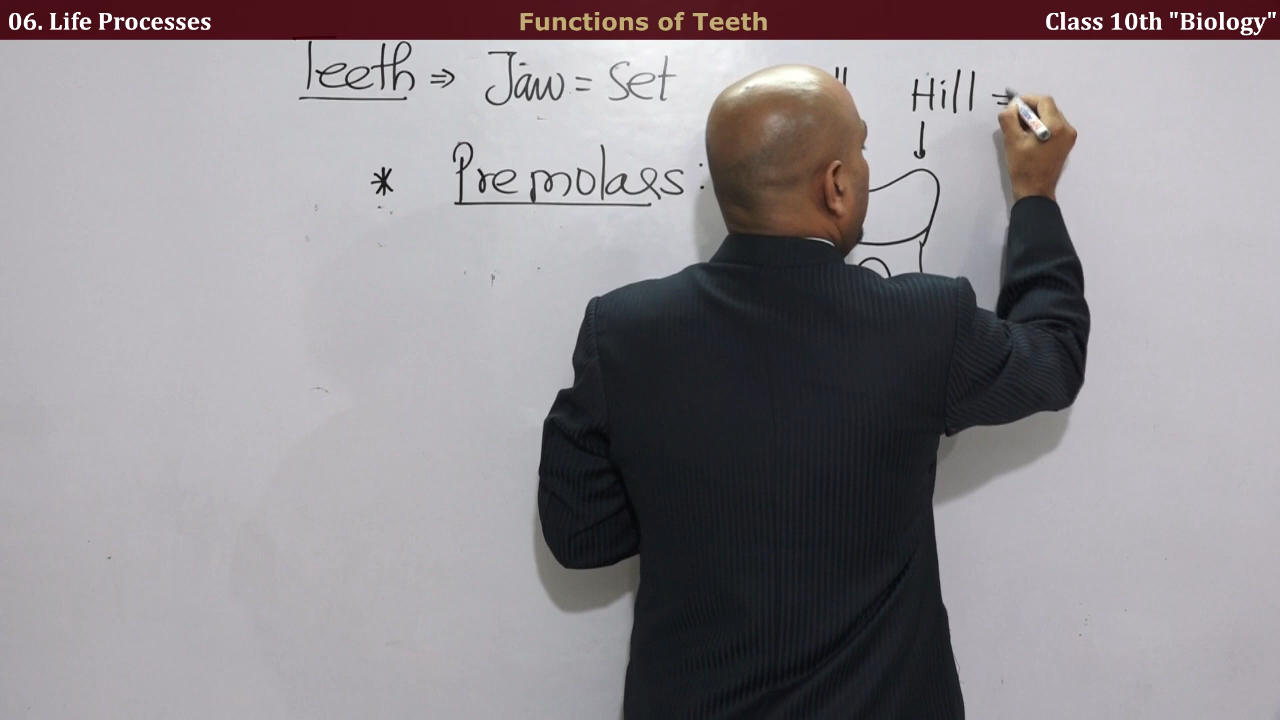 06. Life Processes
Functions of Teeth
Class 10th "Biology"
Teeth ⇒ Jaw = Set
Hill =
* Premolars :